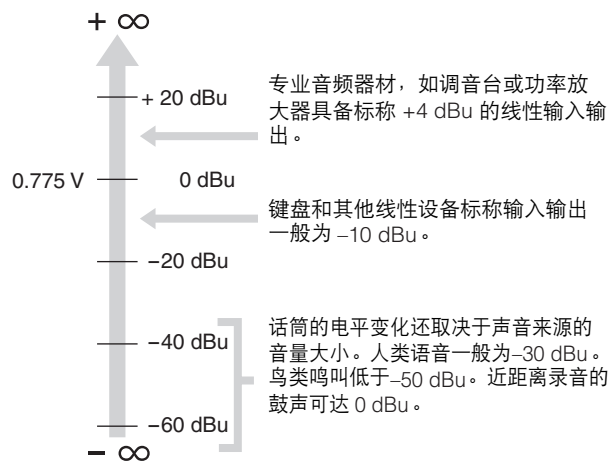 + ∞
+ 20 dBu
专业音频器材，如调音台或功率放
大器具备标称 +4 dBu 的线性输入输
出。
0.775 V
0 dBu
键盘和其他线性设备标称输入输出
一般为 –10 dBu。
−20 dBu
−40 dBu
话筒的电平变化还取决于声音来源的
音量大小。人类语音一般为–30 dBu。
鸟类鸣叫低于–50 dBu。近距离录音的
鼓声可达 0 dBu。
−60 dBu
− ∞